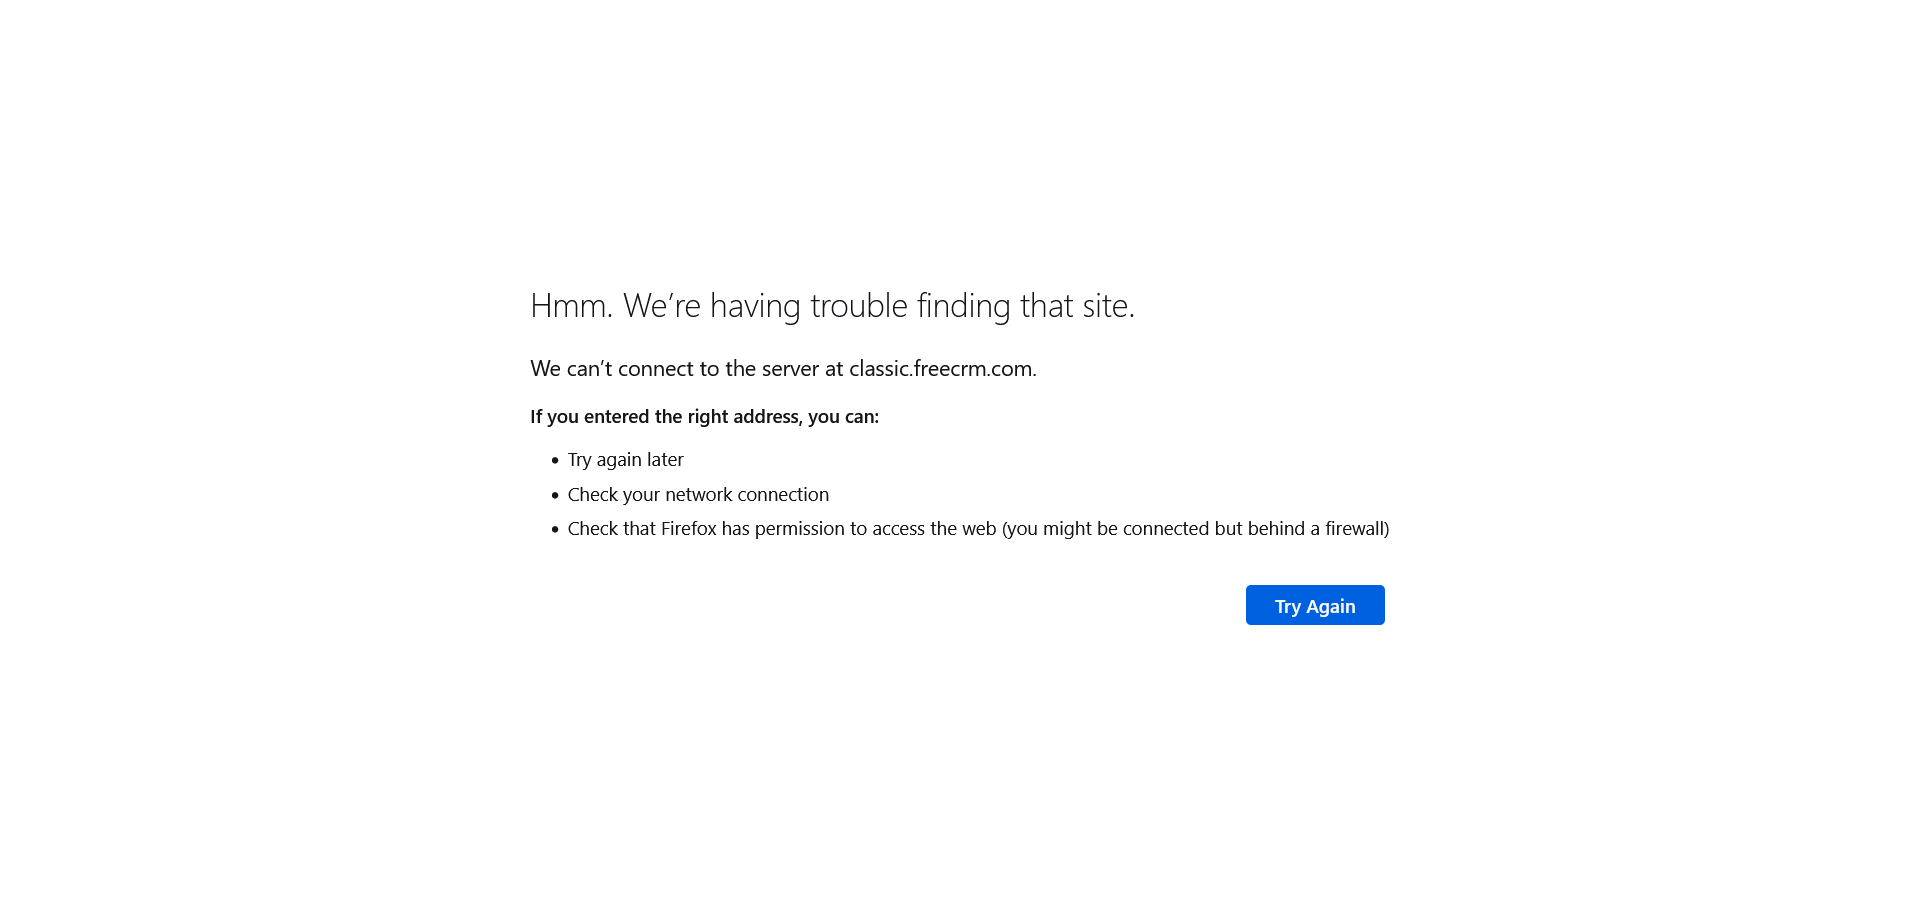 Hmm. We’re having trouble finding that site.
We can’t connect to the server at classic.freecrm.com.
If you entered the right address, you can:
• Try again later
• Check your network connection
• Check that Firefox has permission to access the web (you might be connected but behind a firewall)
Try Again